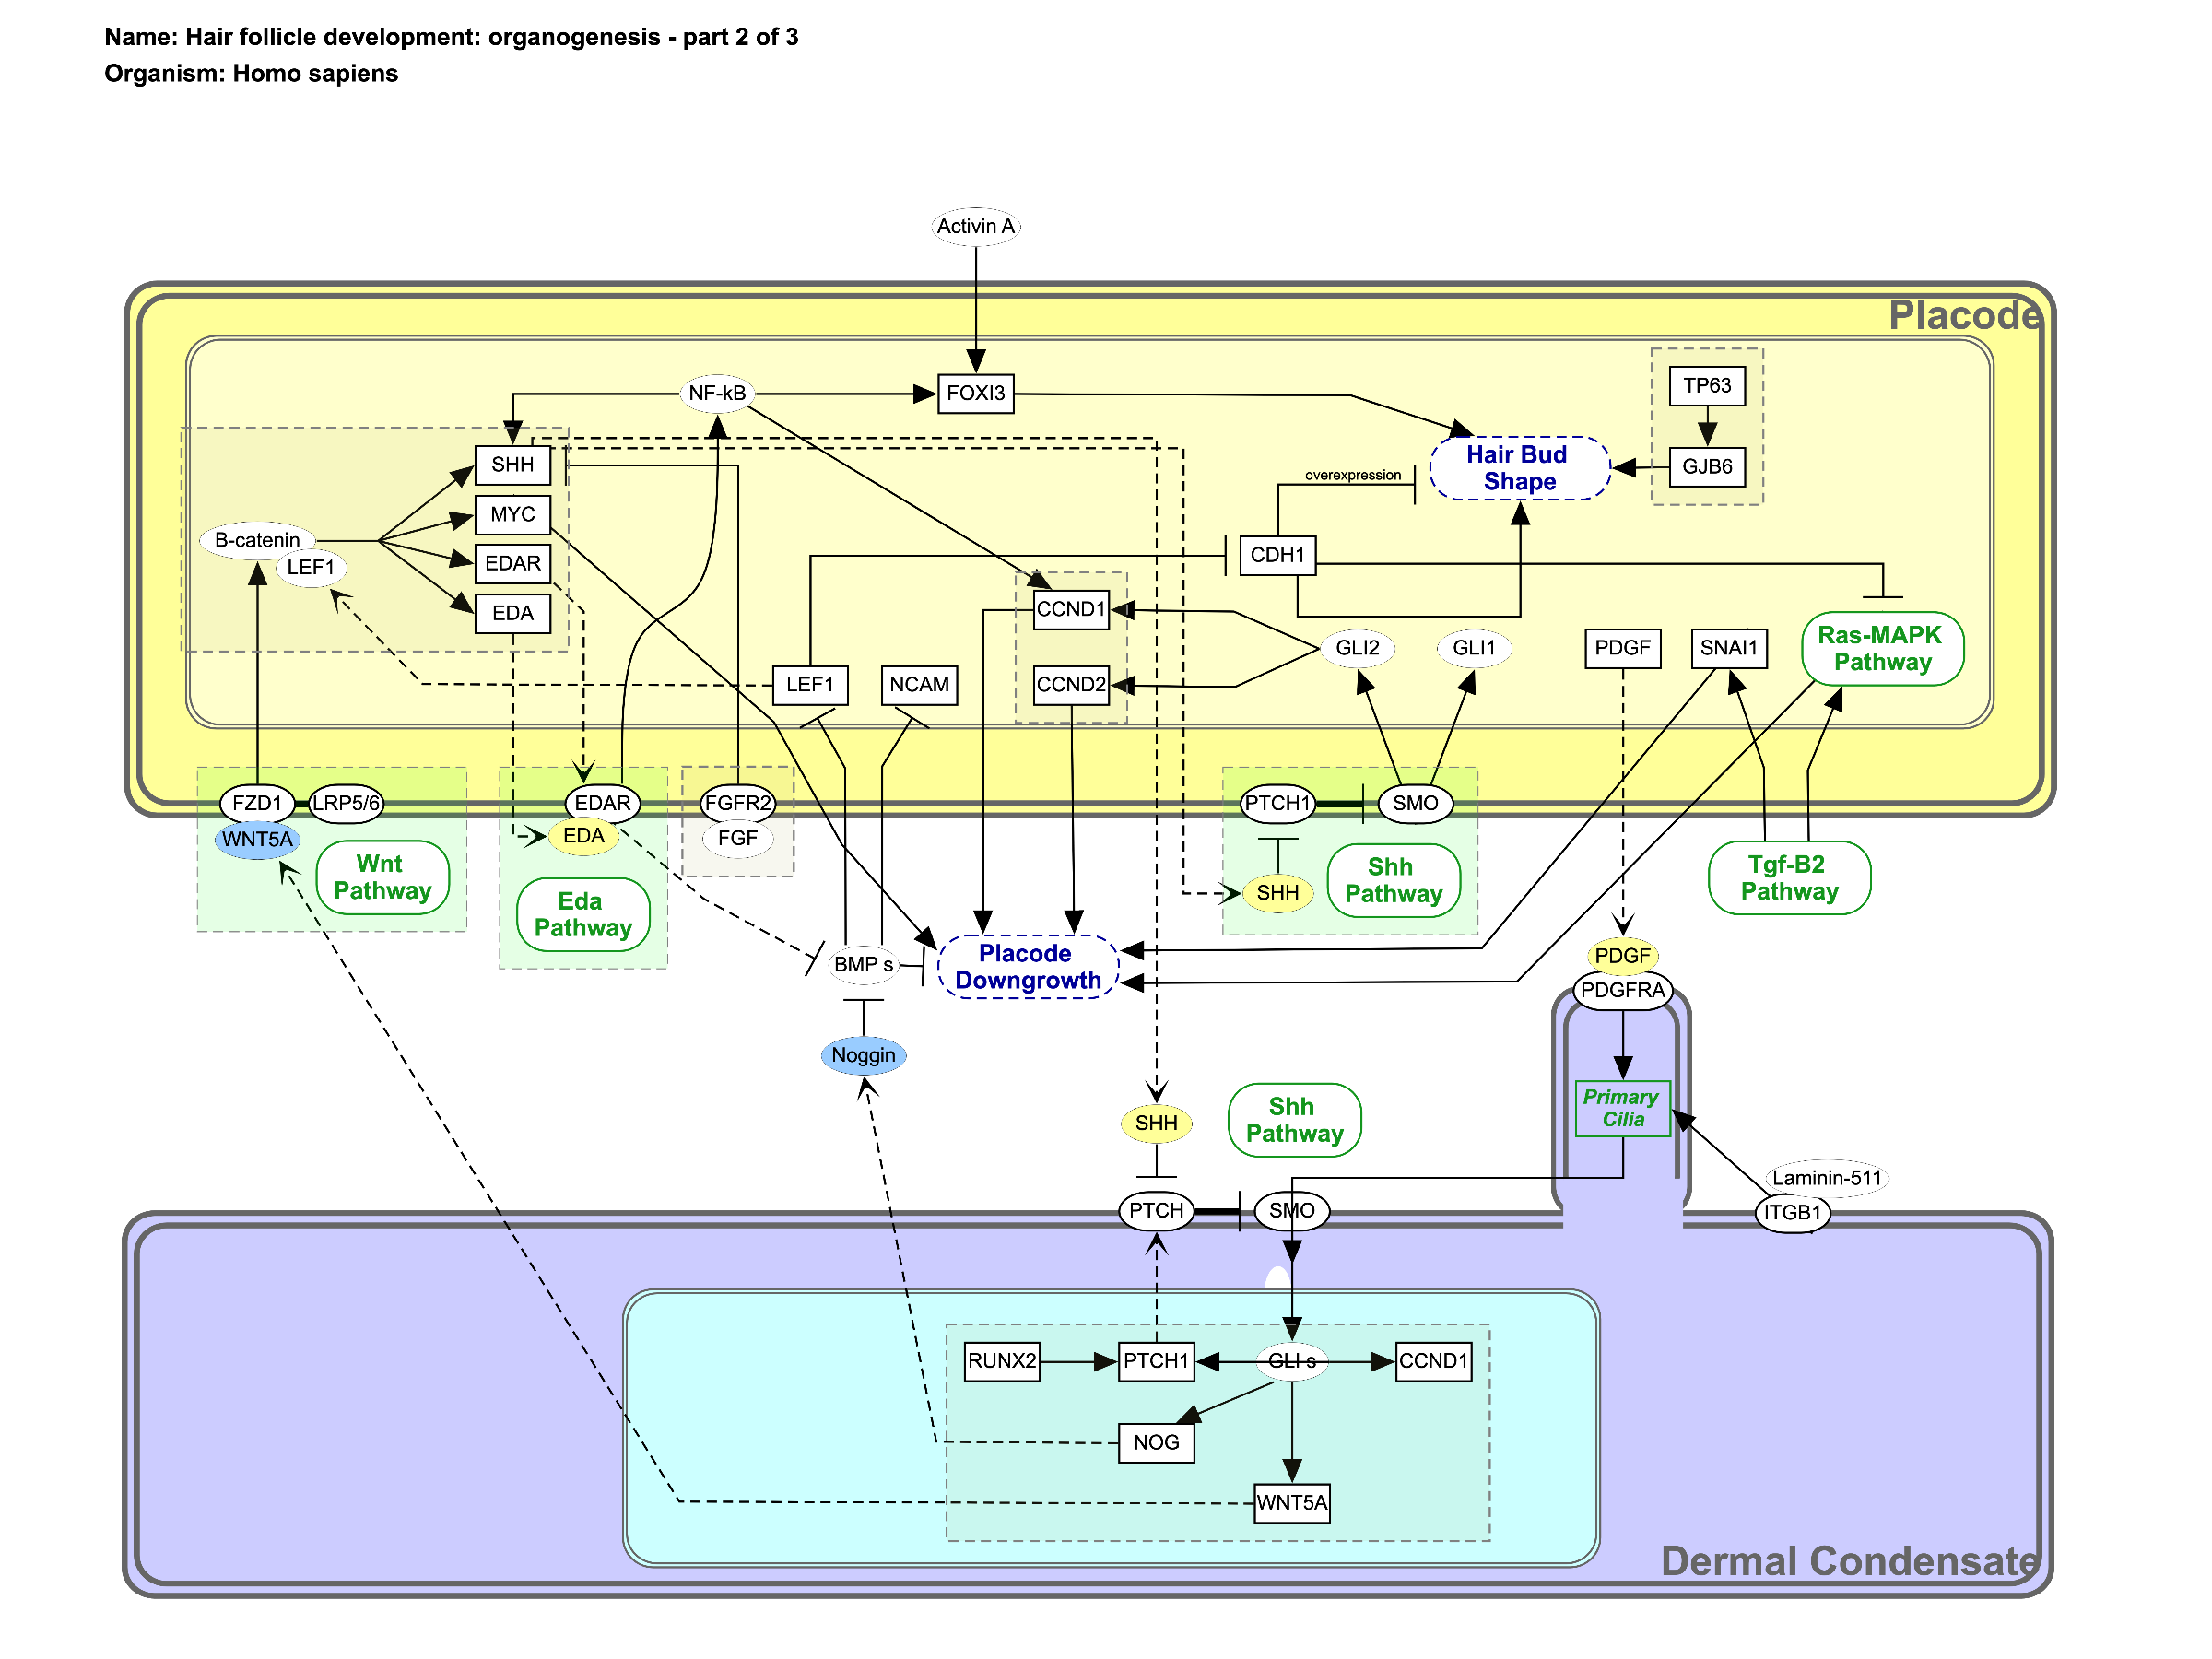 Name: Hair follicle development: organogenesis - part 2 of 3
Organism: Homo sapiens
Activin A
Placode
NF-kB
FOXI3
TP63
Hair Bud
Shape
GJB6
SHH
overexpression
MYC
B-catenin
LEF1
EDAR
CDH1
EDA
CCND1
GLI2
GLI1
PDGF
SNAI1
Ras-MAPK
Pathway
LEF1
NCAM
CCND2
FZD1
LRP5/6
EDAR
FGFR2
PTCH1
SMO
WNT5A
EDA
FGF
Wnt
Pathway
Shh
Pathway
Tgf-B2
Pathway
Eda
Pathway
SHH
BMP s
Placode
Downgrowth
PDGF
PDGFRA
Noggin
Primary
Cilia
SHH
Shh
Pathway
Laminin-511
PTCH
SMO
ITGB1
RUNX2
PTCH1
GLI s
CCND1
NOG
WNT5A
Dermal Condensate